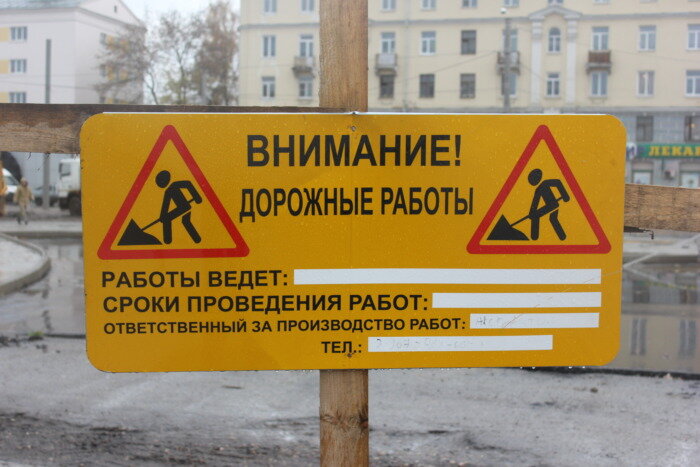 ВНИМАНИЕ!
ДОРОЖНЫЕ РАБОТЫ
РАБОТЫ ВЕДЕТ:
СРОКИ ПРОВЕДЕНИЯ РАБОТ:
ОТВЕТСТВЕННЫЙ ЗА ПРОИЗВОДСТВО РАБОТ:
ТЕЛ.: